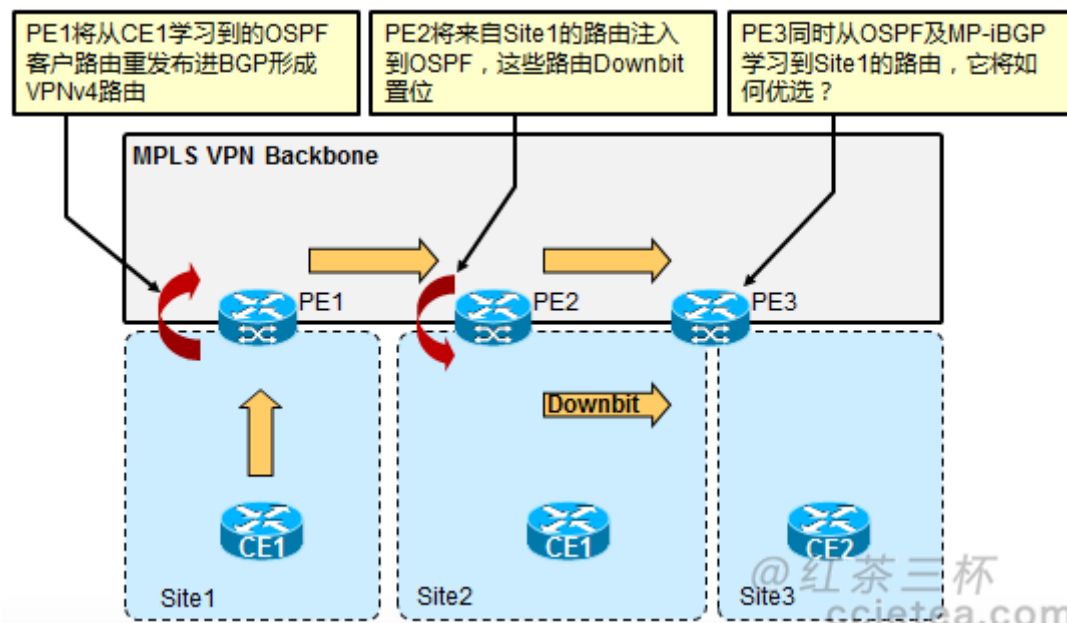 PE1将从CE1学习到的OSPF
客户路由重发布进BGP形成
VPNv4路由
PE2将来自Site1的路由注入
到OSPF，这些路由Downbit
置位
PE3同时从OSPF及MP-iBGP
学习到Site1的路由，它将如
何优选？
MPLS VPN Backbone
PE1
PE2
PE3
Downbit
CE1
CE1
CE2
Site1
Site2
Site3
@红茶三杯
ccietea.com